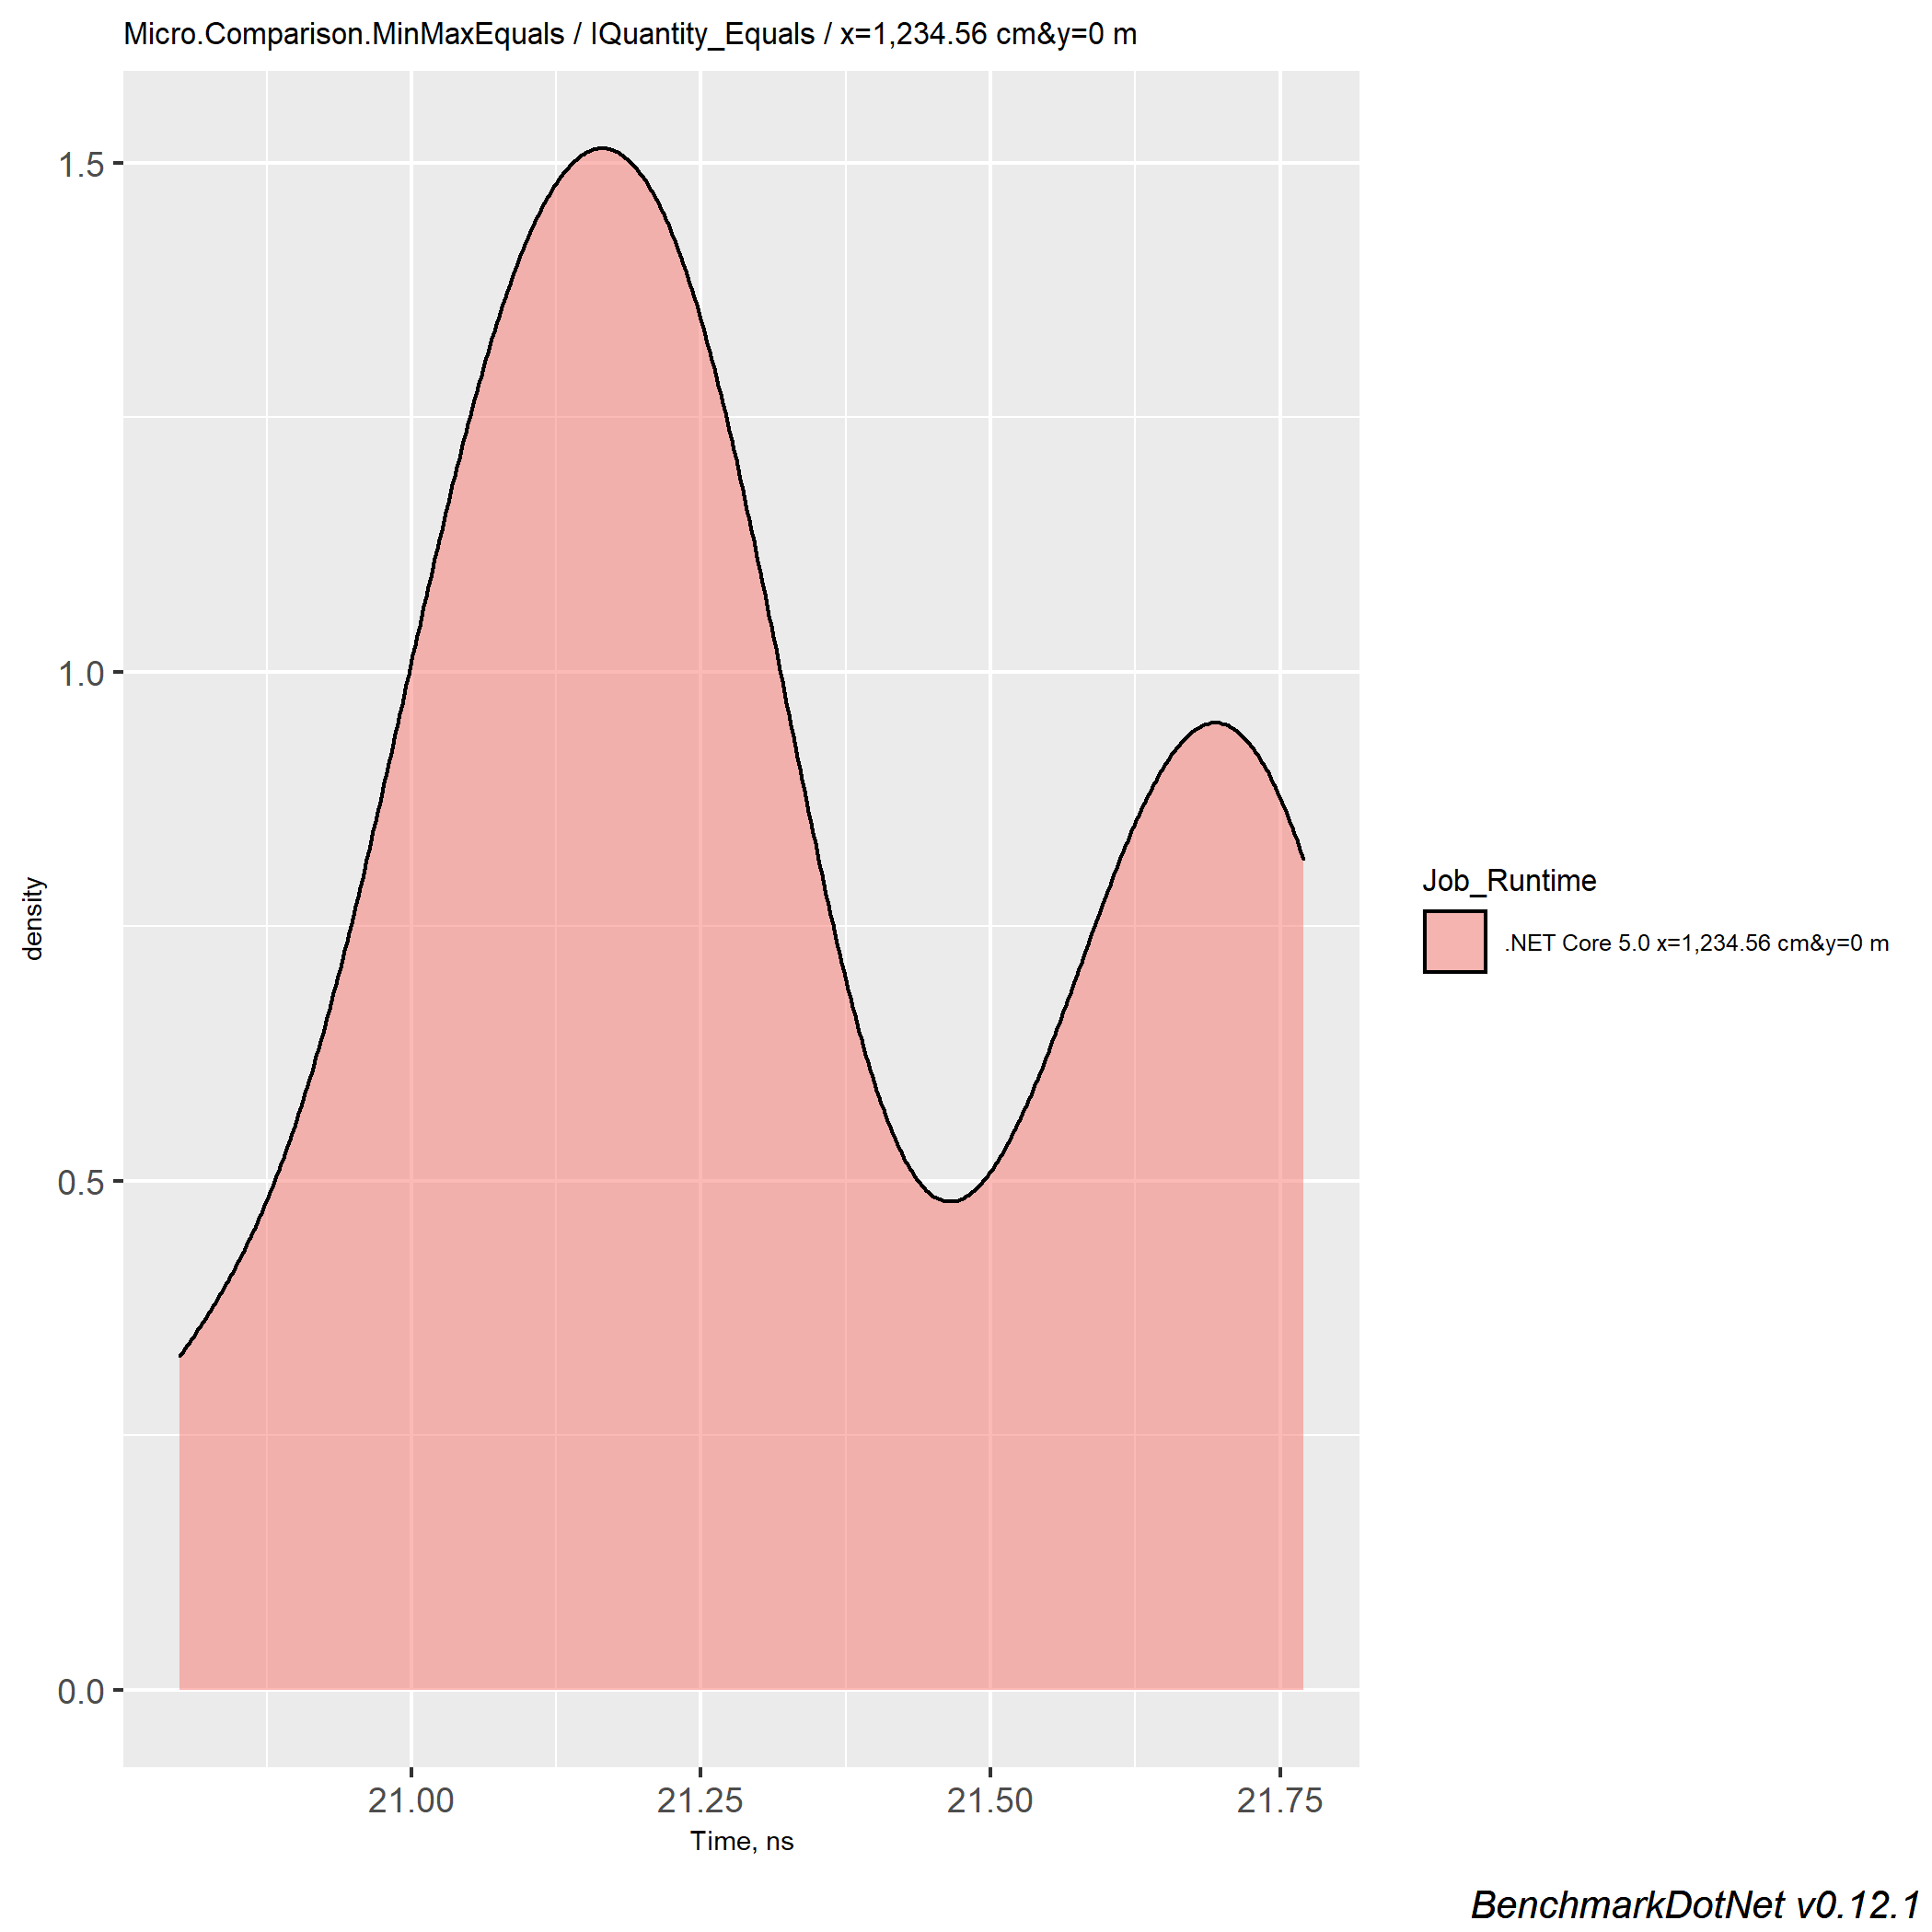 Micro.Comparison.MinMaxEquals / IQuantity_Equals / x=1,234.56 cm&y=0 m
1.5
1.0
0.5
0.0
density
21.00 21.25 21.50 21.75
Time, ns
Job_Runtime
.NET Core 5.0 x=1,234.56 cm&y=0 m
BenchmarkDotNet v0.12.1